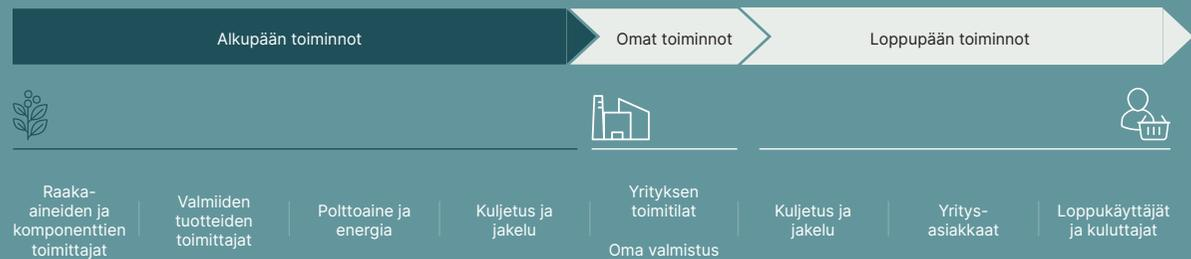 Alkupään toiminnot
Omat toiminnot
Loppupään toiminnot
Raaka-
aineiden ja
komponenttien
toimittajat
Valmiiden
tuotteiden
toimittajat
Polttoaine ja
energia
Kuljetus ja
jakelu
Yrityksen
toimitilat
Oma valmistus
Kuljetus ja
jakelu
Yritys-
asiakkaat
Loppukäyttäjät
ja kuluttajat